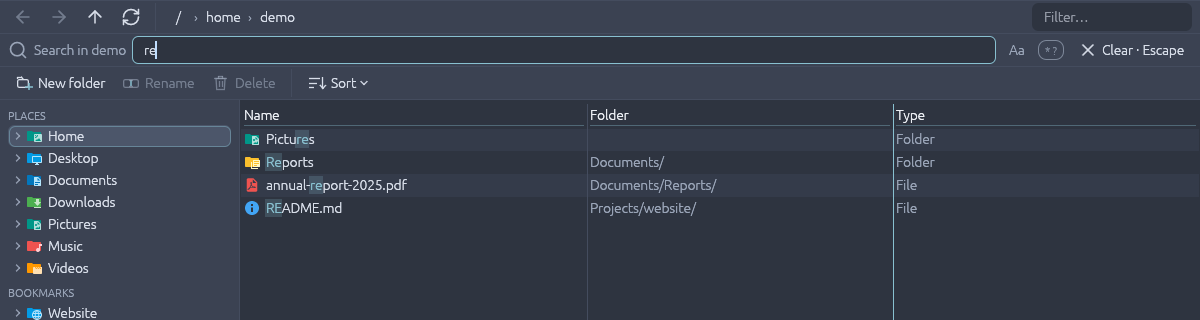 / › home › demo Filter…
Search in demo re Aa *? Clear · Escape
New folder Rename Delete Sort
PLACES
Home
Desktop
Documents
Downloads
Pictures
Music
Videos
BOOKMARKS
Website
Name Folder Type
Pictures Folder
Reports Documents/ Folder
annual-report-2025.pdf Documents/Reports/ File
README.md Projects/website/ File